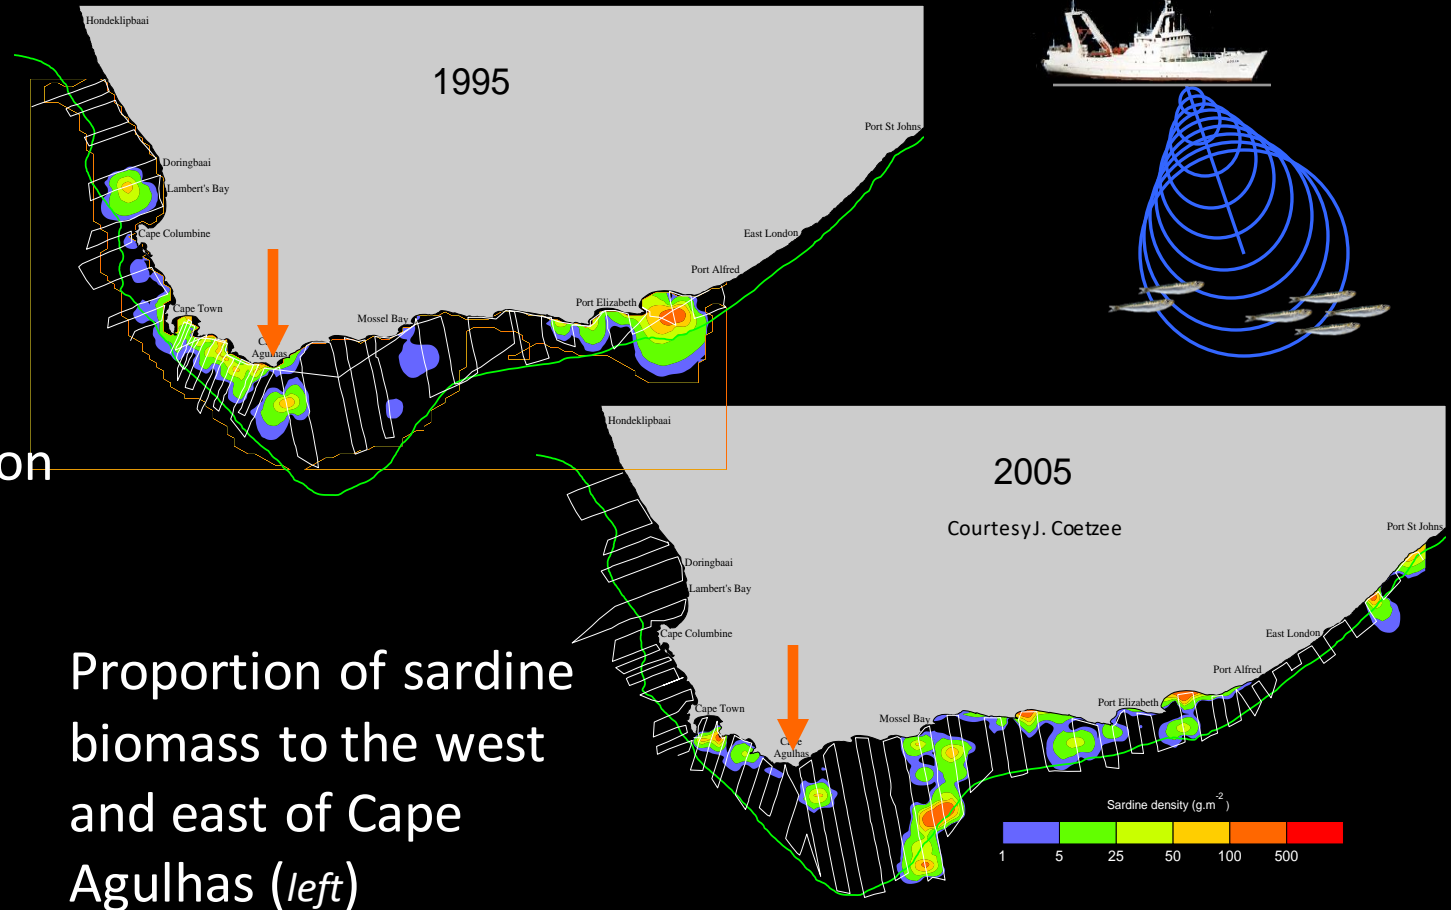 Hondeklipbaai
1995
Port St Johns
Doringbaai
Lambert's Bay
Cape Columbine
East London
Port Alfred
Port Elizabeth
Cape Town
Mossel Bay
Agulhas
on
Hondeklipbaai
2005
Courtesy J. Coetzee
Port St Johns
Doringbaai
Lambert's Bay
Cape Columbine
East London
Port Alfred
Port Elizabeth
Cape Town
Mossel Bay
Cape
Agulhas
Proportion of sardine
biomass to the west
and east of Cape
Agulhas (left)
Sardine density (g.m-2)
1 5 25 50 100 500